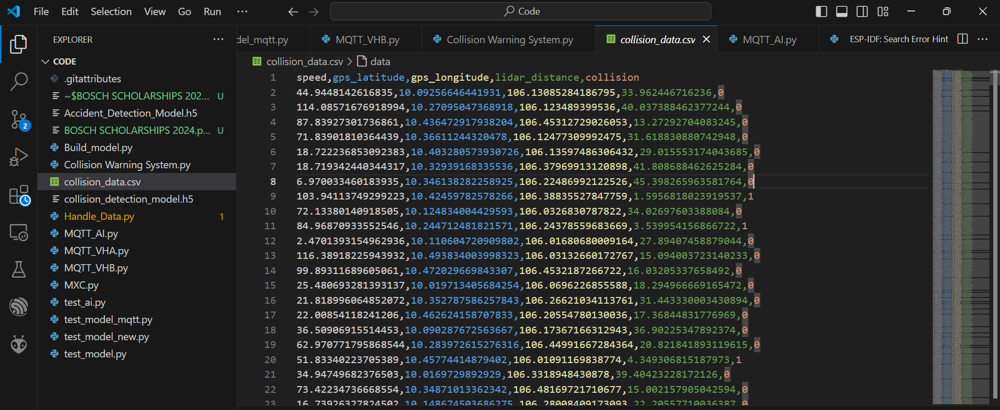 File Edit Selection View Go Run ··· Code
EXPLORER ···
del_mqtt.py MQTT_VHB.py Collision Warning System.py collision_data.csv MQTT_AI.py ESP-IDF: Search Error Hint ···
CODE
.gitattributes
~$BOSCH SCHOLARSHIPS 202... U
Accident_Detection_Model.h5
BOSCH SCHOLARSHIPS 2024.p... U
Build_model.py
Collision Warning System.py
collision_data.csv
collision_detection_model.h5
Handle_Data.py 1
MQTT_AI.py
MQTT_VHA.py
MQTT_VHB.py
MXC.py
test_ai.py
test_model_mqtt.py
test_model_new.py
test_model.py
2
collision_data.csv > data
1 speed,gps_latitude,gps_longitude,lidar_distance,collision
2 44.9448142616835,10.09256646441931,106.13085284186795,33.962446716236,0
3 114.08571676918994,10.27095047368918,106.123489399536,40.037388462377244,0
4 87.83927301736861,10.436472917938204,106.45312729026053,13.27292704083245,0
5 71.83901810364439,10.36611244320478,106.12477309992475,31.618830880742948,0
6 18.722236853092383,10.403280573930726,106.13597486306432,29.015553174043685,0
7 18.719342440344317,10.32939168335536,106.37969913120898,41.808688462625284,0
8 6.970033460183935,10.346138282258925,106.22486992122526,45.398265963581764,0
9 103.94113749299223,10.42459782578266,106.38835527847759,1.5956818023919537,1
10 72.13380140918505,10.124834004429593,106.0326830787822,34.02697603388084,0
11 84.96870933552546,10.244712481821571,106.24378559683669,3.539954156866722,1
12 2.4701393154962936,10.110604720909802,106.01680680009164,27.89407458879044,0
13 116.38918225943932,10.493834003998323,106.03132660172767,15.094003723140233,0
14 99.89311689605061,10.472029669843307,106.4532187266722,16.03205337658492,0
15 25.480693281393137,10.019713405684254,106.0696226855588,18.294966669165472,0
16 21.818996064852072,10.352787586257843,106.26621034113761,31.443330003430894,0
17 22.00854118241206,10.462624158707833,106.20554780130036,17.36844831776969,0
18 36.50906915514453,10.090287672563667,106.17367166312943,36.902253478923​74,0
19 62.970771795868544,10.283972615276316,106.44991667284364,20.821841893119615,0
20 51.83340223705389,10.45774414879402,106.01091169838774,4.349306815187973,1
21 34.94749682376503,10.0169729892929,106.3318948430878,39.40423228172126,0
22 73.42234736668554,10.34871013362342,106.48169721710677,15.002157905042594,0
23 16.73926327824502,10.148674503686275,106.28008409173093,22.20557710036387,0